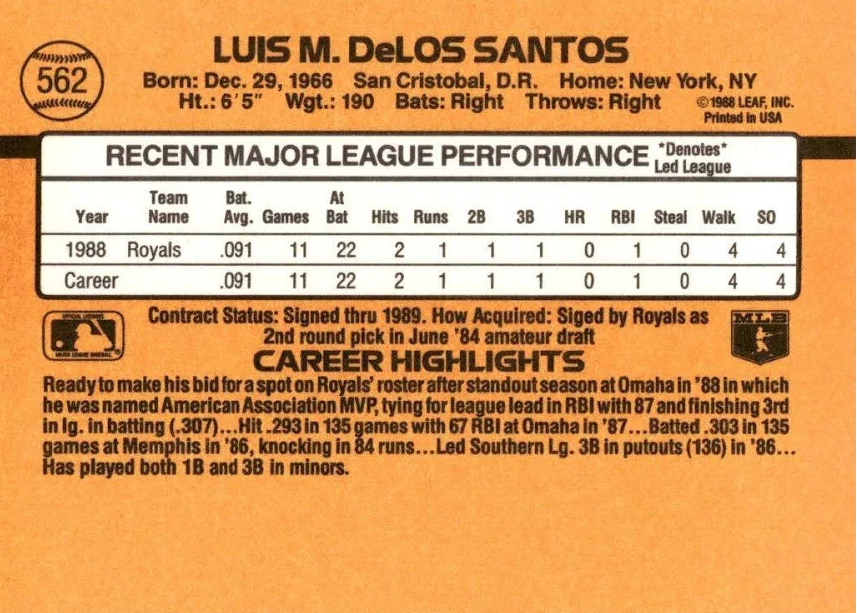 562
LUIS M. DeLOS SANTOS
Born: Dec. 29, 1966 San Cristobal, D.R. Home: New York, NY
Ht.: 6'5" Wgt.: 190 Bats: Right Throws: Right
©1988 LEAF, INC.
Printed in USA
RECENT MAJOR LEAGUE PERFORMANCE *Denotes* Led League
Year Team Name Bat. Avg. Games At Bat Hits Runs 2B 3B HR RBI Steal Walk SO
1988 Royals .091 11 22 2 1 1 1 0 1 0 4 4
Career .091 11 22 2 1 1 1 0 1 0 4 4
OFFICIAL LICENSEE
MAJOR LEAGUE BASEBALL
Contract Status: Signed thru 1989. How Acquired: Siged by Royals as
2nd round pick in June '84 amateur draft
MLB
CAREER HIGHLIGHTS
Ready to make his bid for a spot on Royals' roster after standout season at Omaha in '88 in which
he was named American Association MVP, tying for league lead in RBI with 87 and finishing 3rd
in lg. in batting (.307)...Hit .293 in 135 games with 67 RBI at Omaha in '87...Batted .303 in 135
games at Memphis in '86, knocking in 84 runs...Led Southern Lg. 3B in putouts (136) in '86...
Has played both 1B and 3B in minors.